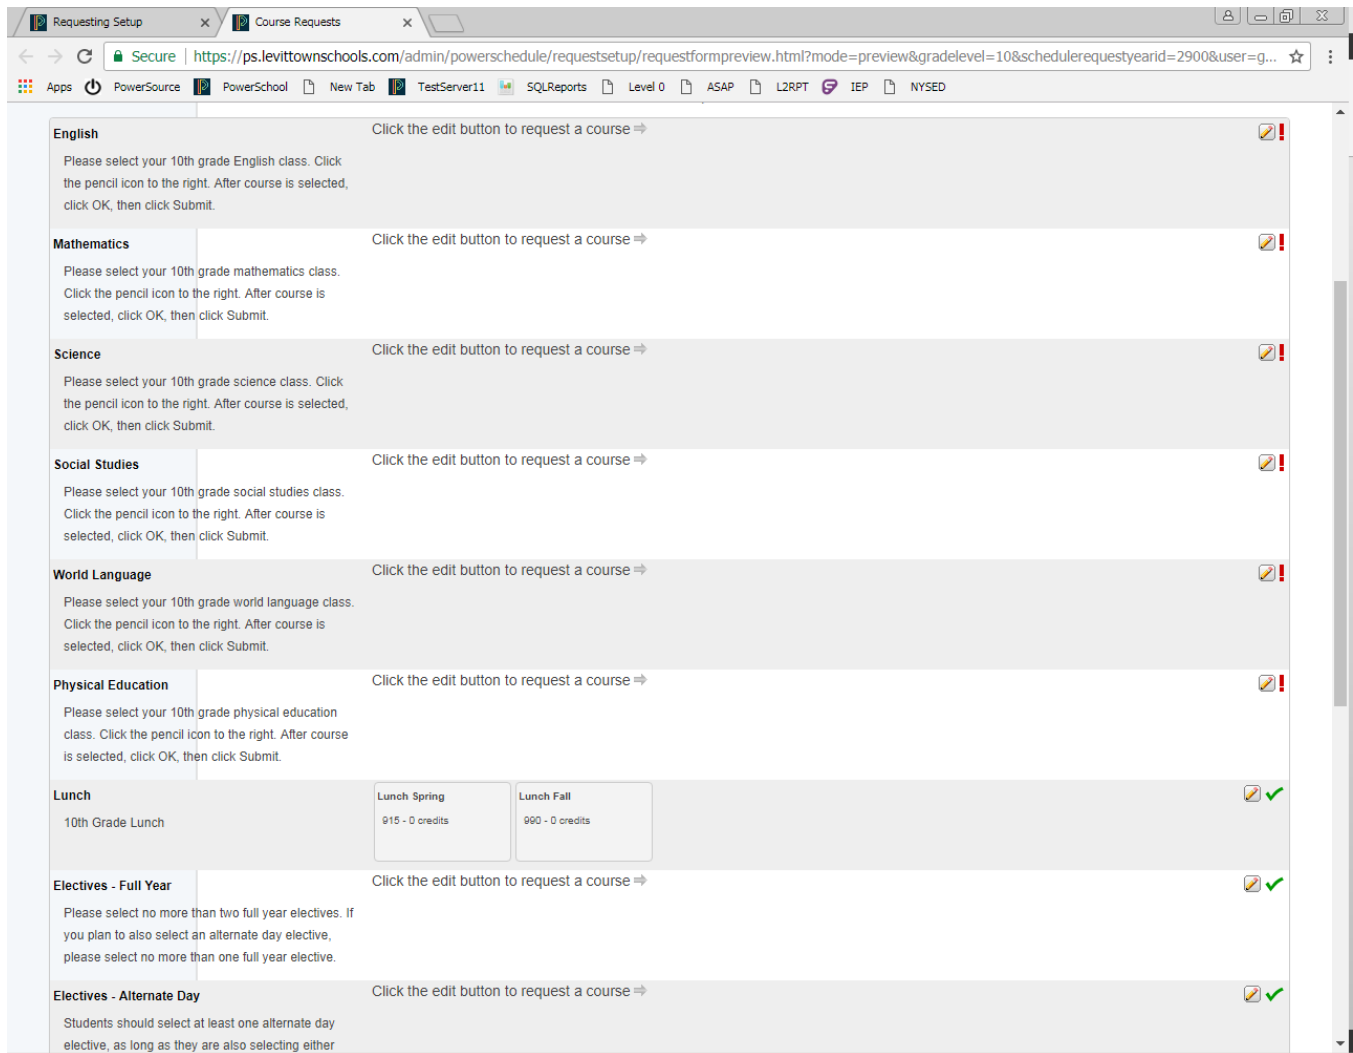 Requesting Setup
Course Requests
Secure | https://ps.levittownschools.com/admin/powerschedule/requestsetup/requestformpreview.html?mode=preview&gradelevel=10&schedulerequestyearid=2900&user=g...
Apps PowerSource PowerSchool New Tab TestServer11 SQLReports Level 0 ASAP L2RPT IEP NYSED
English
Click the edit button to request a course
Please select your 10th grade English class. Click
the pencil icon to the right. After course is selected,
click OK, then click Submit.
Mathematics
Click the edit button to request a course
Please select your 10th grade mathematics class.
Click the pencil icon to the right. After course is
selected, click OK, then click Submit.
Science
Click the edit button to request a course
Please select your 10th grade science class. Click
the pencil icon to the right. After course is selected,
click OK, then click Submit.
Social Studies
Click the edit button to request a course
Please select your 10th grade social studies class.
Click the pencil icon to the right. After course is
selected, click OK, then click Submit.
World Language
Click the edit button to request a course
Please select your 10th grade world language class.
Click the pencil icon to the right. After course is
selected, click OK, then click Submit.
Physical Education
Click the edit button to request a course
Please select your 10th grade physical education
class. Click the pencil icon to the right. After course
is selected, click OK, then click Submit.
Lunch
10th Grade Lunch
Lunch Spring
915 - 0 credits
Lunch Fall
990 - 0 credits
Electives - Full Year
Click the edit button to request a course
Please select no more than two full year electives. If
you plan to also select an alternate day elective,
please select no more than one full year elective.
Electives - Alternate Day
Click the edit button to request a course
Students should select at least one alternate day
elective, as long as they are also selecting either